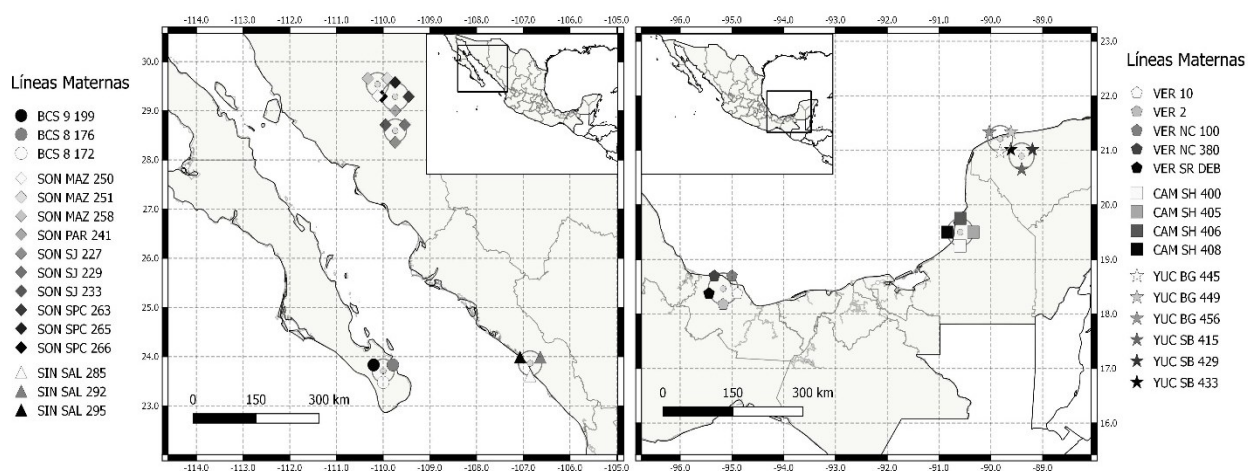 -114.0 -113.0 -112.0 -111.0 -110.0 -109.0 -108.0 -107.0 -106.0 -105.0
Líneas Maternas
BCS 9 199
BCS 8 176
BCS 8 172
SON MAZ 250
SON MAZ 251
SON MAZ 258
SON PAR 241
SON SJ 227
SON SJ 229
SON SJ 233
SON SPC 263
SON SPC 265
SON SPC 266
SIN SAL 285
SIN SAL 292
SIN SAL 295
30.0
29.0
28.0
27.0
26.0
25.0
24.0
23.0
0 150 300 km
-114.0 -113.0 -112.0 -111.0 -110.0 -109.0 -108.0 -107.0 -106.0 -105.0
-96.0 -95.0 -94.0 -93.0 -92.0 -91.0 -90.0 -89.0
23.0
22.0
21.0
20.0
19.0
18.0
17.0
16.0
0 150 300 km
-96.0 -95.0 -94.0 -93.0 -92.0 -91.0 -90.0 -89.0
Líneas Maternas
VER 10
VER 2
VER NC 100
VER NC 380
VER SR DEB
CAM SH 400
CAM SH 405
CAM SH 406
CAM SH 408
YUC BG 445
YUC BG 449
YUC BG 456
YUC SB 415
YUC SB 429
YUC SB 433